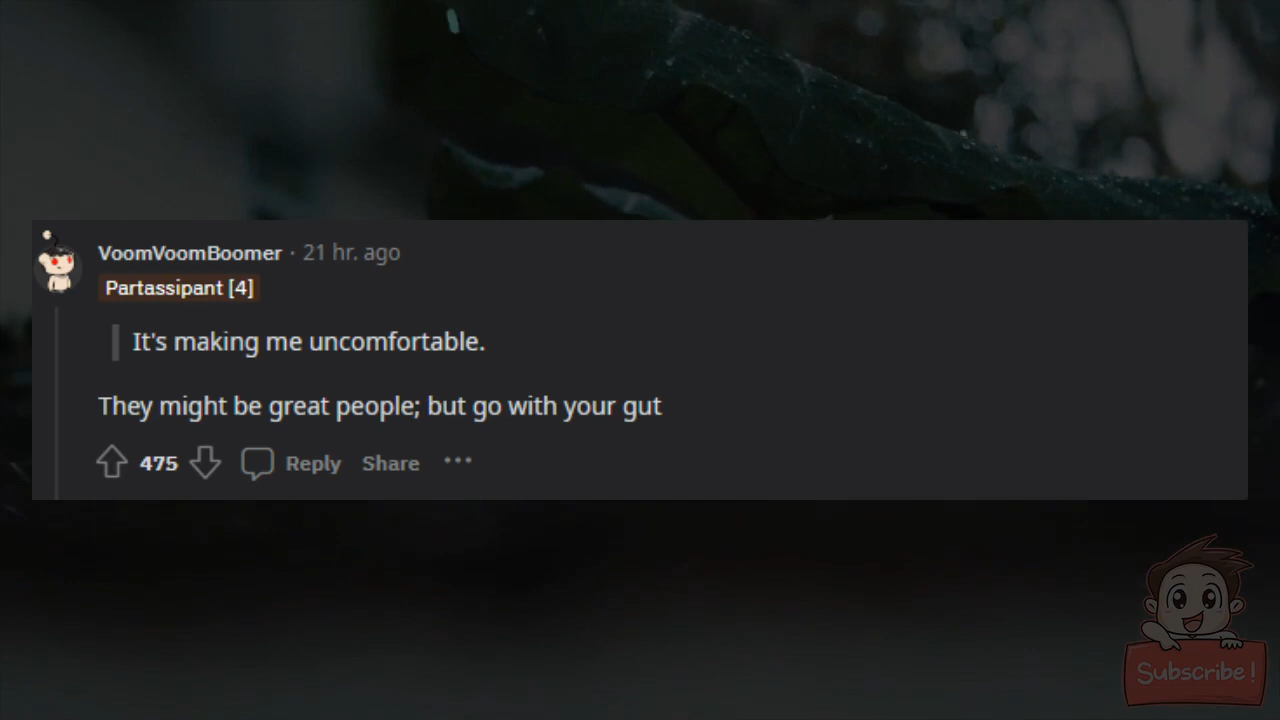 VoomVoomBoomer · 21 hr. ago
Partassipant [4]
It's making me uncomfortable.
They might be great people; but go with your gut
475 Reply Share ···
Subscribe!